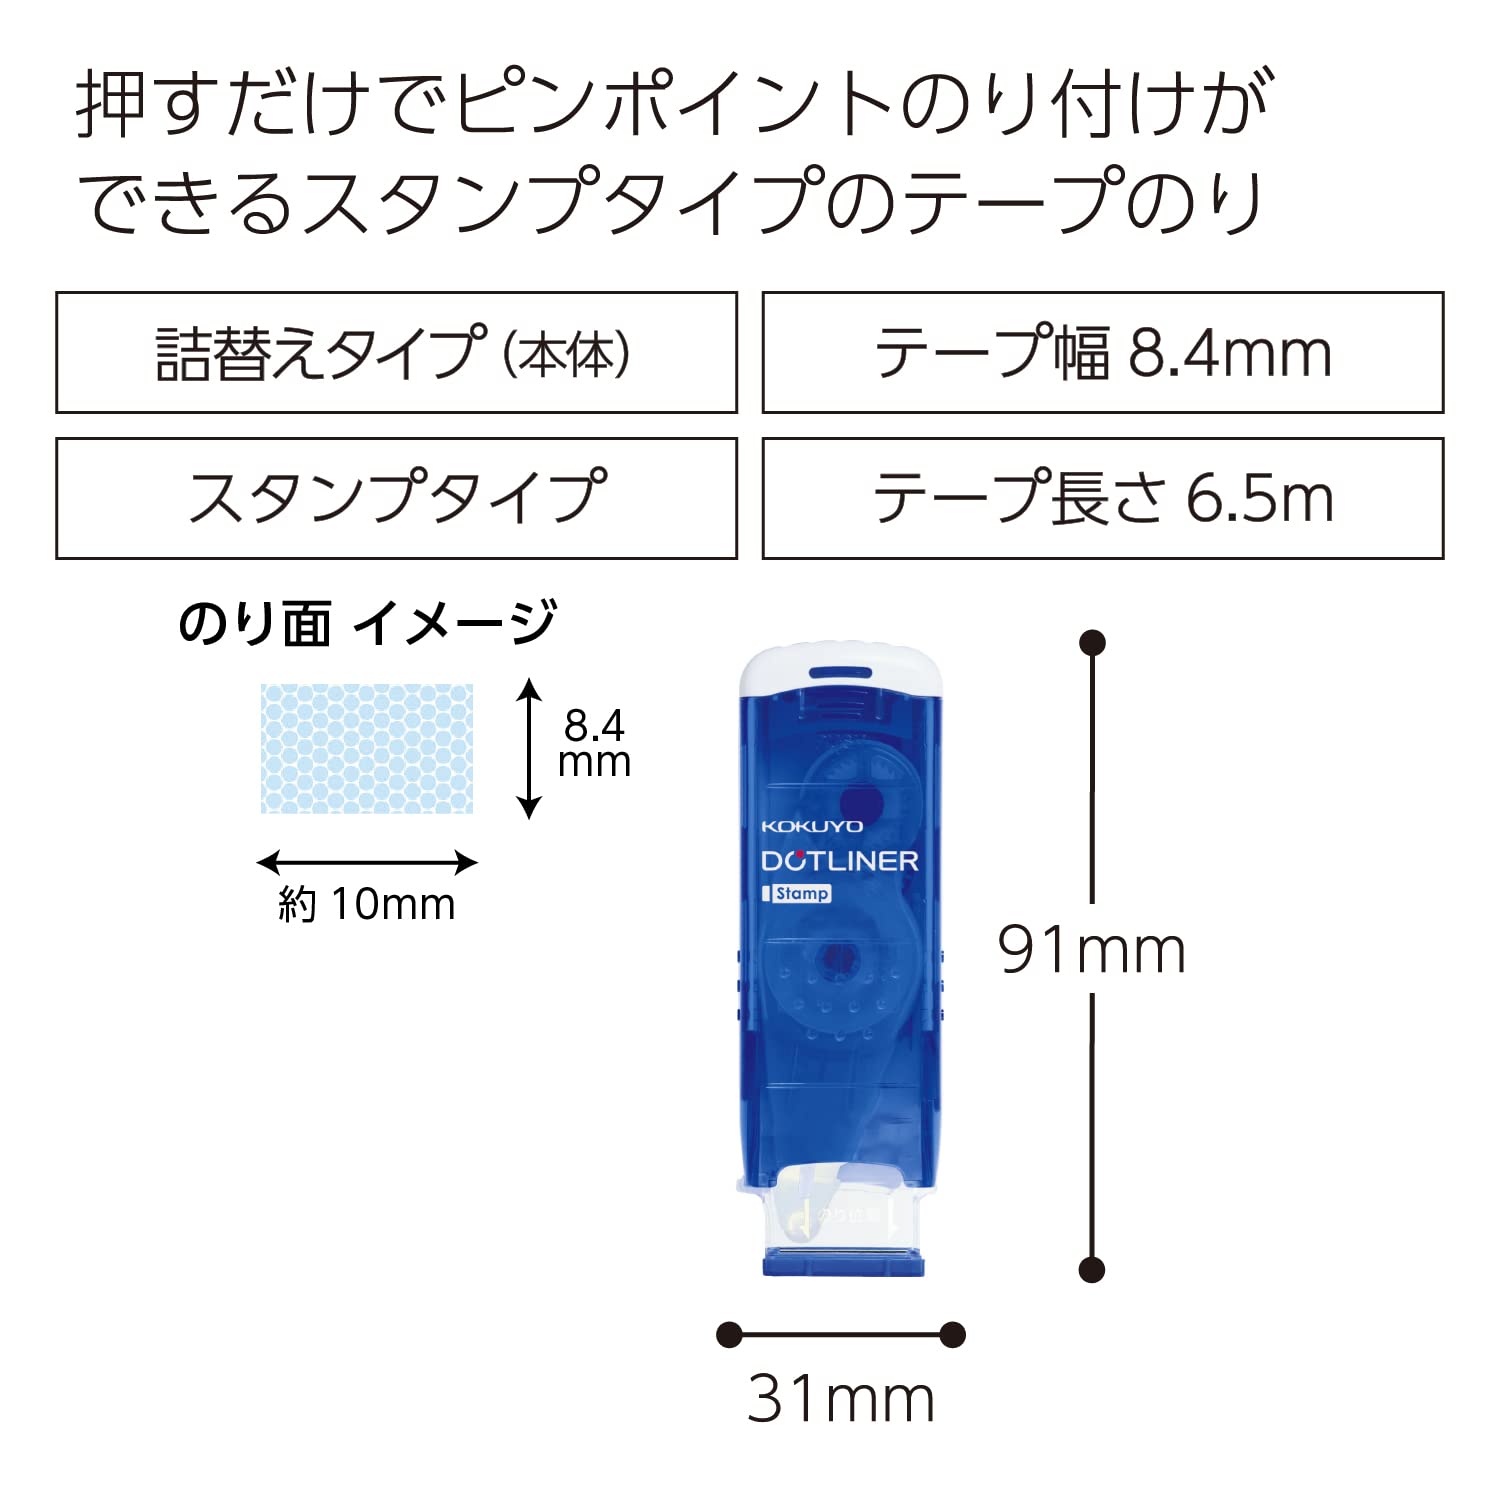 押すだけでピンポイントのり付けが
できるスタンプタイプのテープのり
詰替えタイプ（本体）
テープ幅 8.4mm
スタンプタイプ
テープ長さ 6.5m
のり面 イメージ
8.4
mm
約 10mm
KOKUYO
DOTLINER
Stamp
のり位置
91mm
31mm